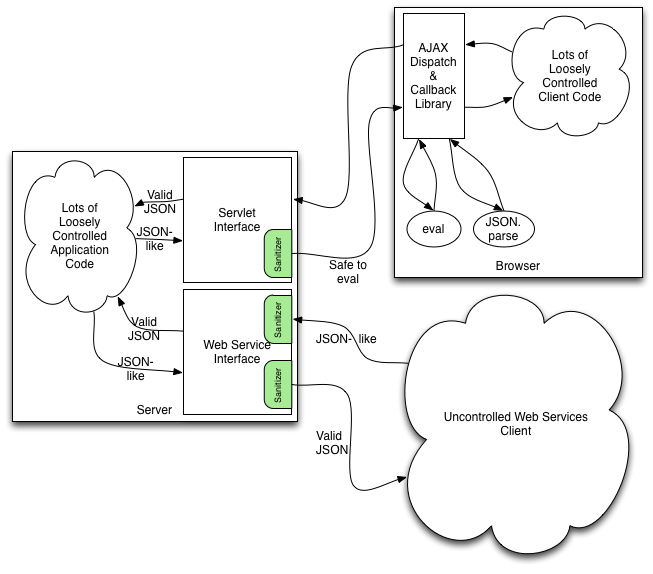 AJAX
Dispatch
&
Callback
Library
Lots of
Loosely
Controlled
Client Code
eval
JSON.
parse
Browser
Lots of
Loosely
Controlled
Application
Code
Valid
JSON
JSON-
like
Servlet
Interface
Sanitizer
Safe to
eval
Valid
JSON
JSON-
like
Web Service
Interface
Sanitizer
Sanitizer
Server
JSON- like
Valid
JSON
Uncontrolled Web Services
Client